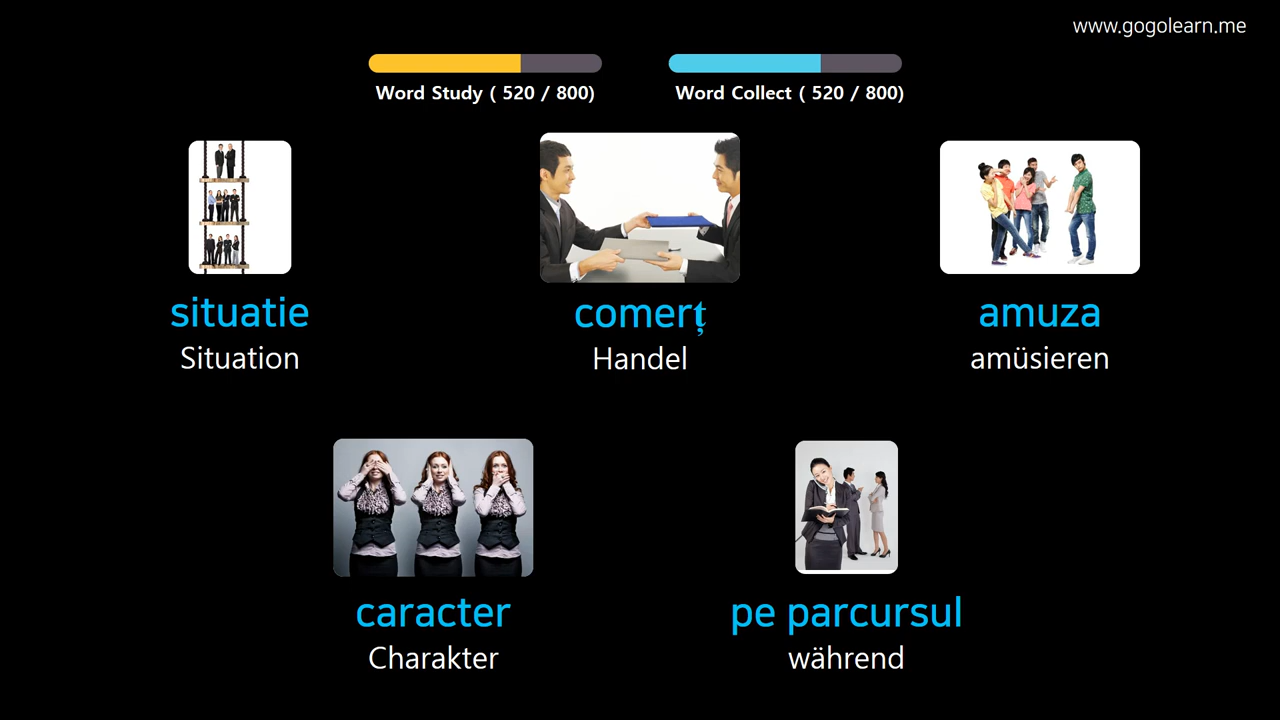 www.gogolearn.me
Word Study ( 520 / 800)
Word Collect ( 520 / 800)
situatie
Situation
comerț
Handel
amuza
amüsieren
caracter
Charakter
pe parcursul
während